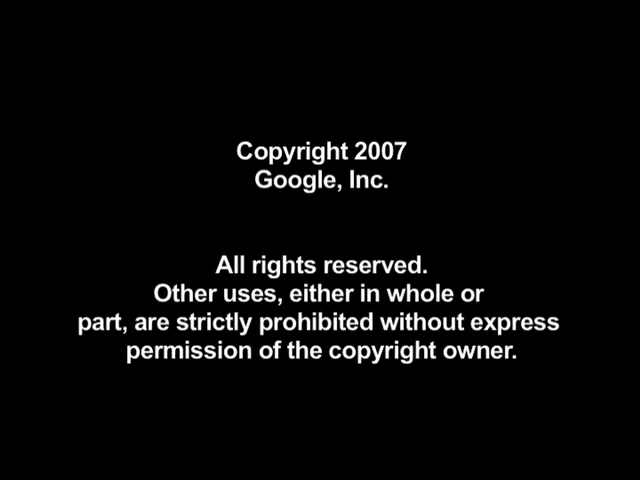 Copyright 2007
Google, Inc.
All rights reserved.
Other uses, either in whole or
part, are strictly prohibited without express
permission of the copyright owner.